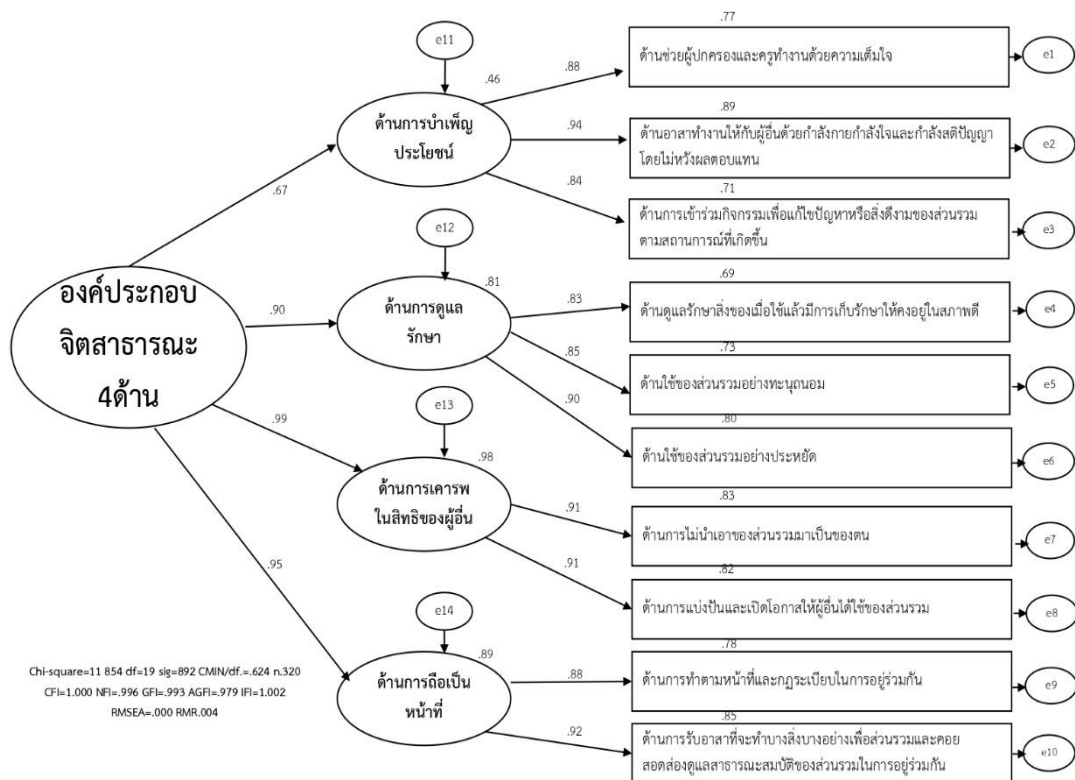 .77
e11
e1
ด้านช่วยผู้ปกครองและครูทำงานด้วยความเต็มใจ
.88
.46
.89
ด้านการบำเพ็ญ
ประโยชน์
.94
ด้านอาสาทำงานให้กับผู้อื่นด้วยกำลังกายกำลังใจและกำลังสติปัญญา
โดยไม่หวังผลตอบแทน
e2
.84
.71
.67
ด้านการเข้าร่วมกิจกรรมเพื่อแก้ไขปัญหาหรือสิ่งดีงามของส่วนรวม
ตามสถานการณ์ที่เกิดขึ้น
e3
e12
.69
.81
องค์ประกอบ
จิตสาธารณะ
4ด้าน
.90
ด้านการดูแล
รักษา
.83
ด้านดูแลรักษาสิ่งของเมื่อใช้แล้วมีการเก็บรักษาให้คงอยู่ในสภาพดี
e4
.85
.73
ด้านใช้ของส่วนรวมอย่างทะนุถนอม
e5
.90
.80
e13
.99
ด้านใช้ของส่วนรวมอย่างประหยัด
e6
.98
ด้านการเคารพ
ในสิทธิของผู้อื่น
.83
.91
ด้านการไม่นำเอาของส่วนรวมมาเป็นของตน
e7
.91
.82
.95
ด้านการแบ่งปันและเปิดโอกาสให้ผู้อื่นได้ใช้ของส่วนรวม
e8
e14
.78
.89
ด้านการถือเป็น
หน้าที่
.88
ด้านการทำตามหน้าที่และกฎระเบียบในการอยู่ร่วมกัน
e9
.92
.85
ด้านการรับอาสาที่จะทำบางสิ่งบางอย่างเพื่อส่วนรวมและคอย
สอดส่องดูแลสาธารณะสมบัติของส่วนรวมในการอยู่ร่วมกัน
e10
Chi-square=11 854 df=19 sig=892 CMIN/df.=.624 n.320
CFI=1.000 NFI=.996 GFI=.993 AGFI=.979 IFI=1.002
RMSEA=.000 RMR.004